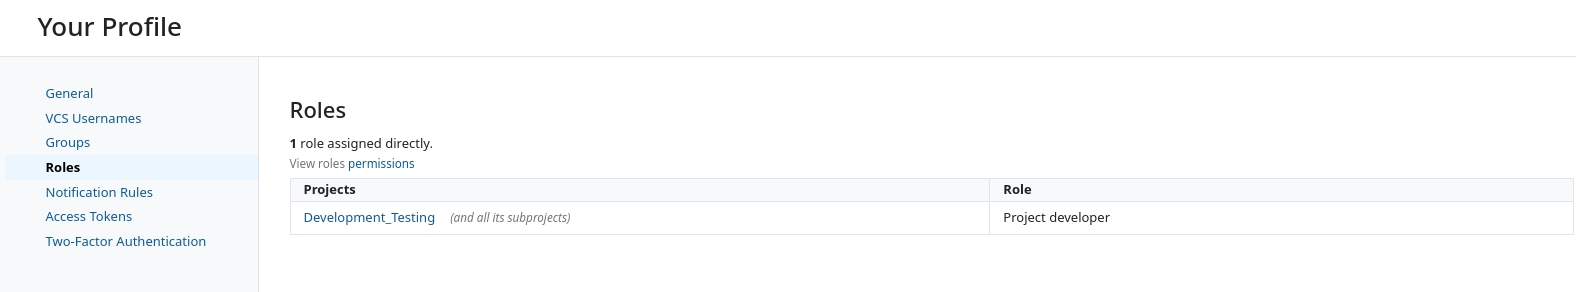 Your Profile
General
VCS Usernames
Groups
Roles
Notification Rules
Access Tokens
Two-Factor Authentication
Roles
1 role assigned directly.
View roles permissions
Projects Role
Development_Testing (and all its subprojects) Project developer